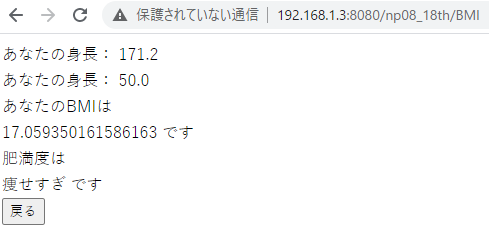 保護されていない通信 | 192.168.1.3:8080/np08_18th/BMI
あなたの身長： 171.2
あなたの身長： 50.0
あなたのBMIは
17.059350161586163 です
肥満度は
痩せすぎ です
戻る